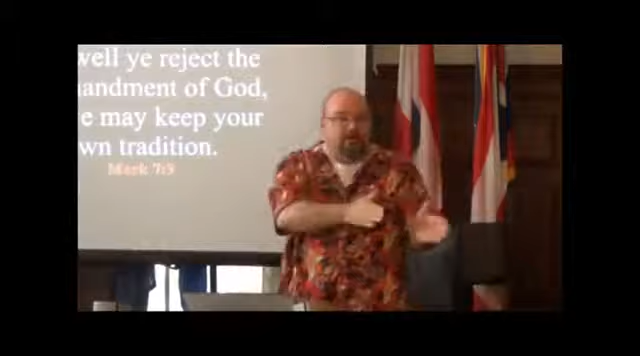 well ye reject the
andment of God,
e may keep your
wn tradition.
Mark 7:9